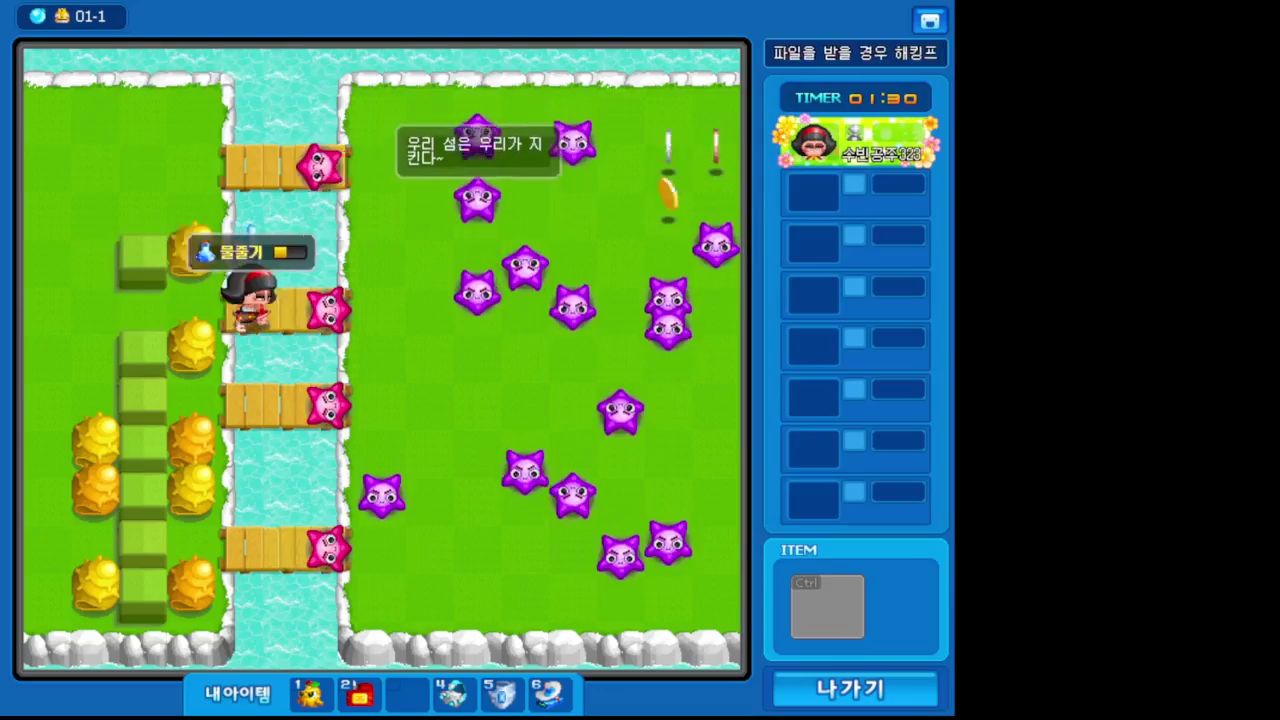 01-1
파일을 받을 경우 해킹프
TIMER 01:30
수빈공주023
우리 섬은 우리가 지
킨다~
물줄기
ITEM
Ctrl
내아이템
1
2
4
5
6
나가기